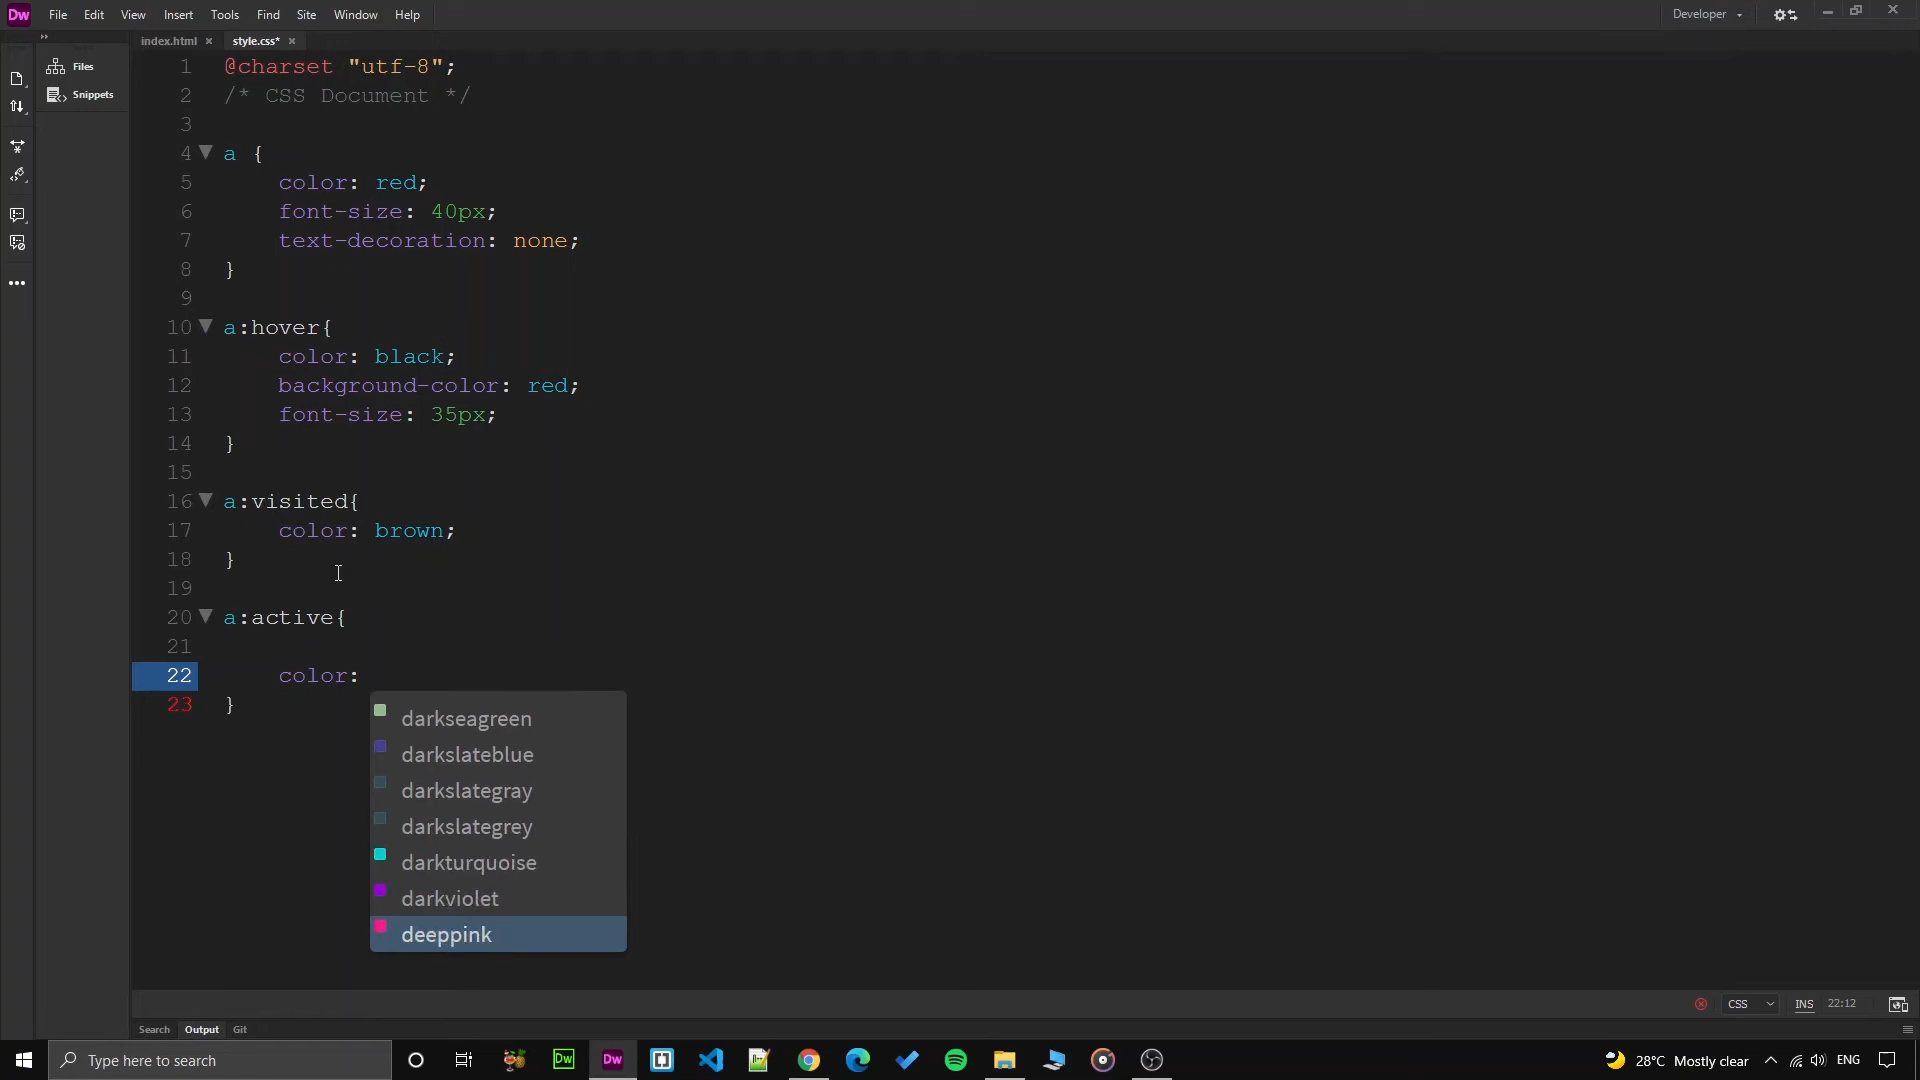 Dw File Edit View Insert Tools Find Site Window Help Developer
index.html × style.css* ×
Files
Snippets
1 @charset "utf-8";
2 /* CSS Document */
3
4 a {
5 color: red;
6 font-size: 40px;
7 text-decoration: none;
8 }
9
10 a:hover{
11 color: black;
12 background-color: red;
13 font-size: 35px;
14 }
15
16 a:visited{
17 color: brown;
18 }
19
20 a:active{
21
22 color:
23 }
darkseagreen
darkslateblue
darkslategray
darkslategrey
darkturquoise
darkviolet
deeppink
CSS INS 22:12
Search Output Git
Type here to search
Dw Dw
28°C Mostly clear ENG